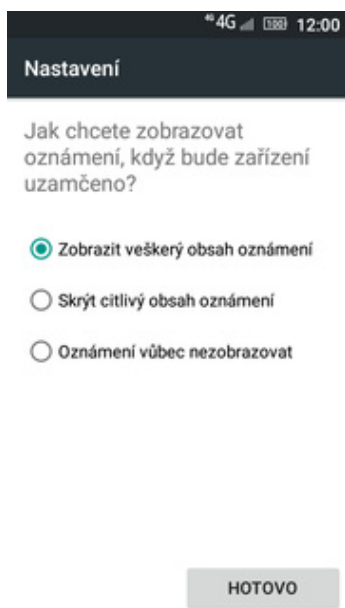 4G 100 12:00
Nastavení
Jak chcete zobrazovat
oznámení, když bude zařízení
uzamčeno?
Zobrazit veškerý obsah oznámení
Skrýt citlivý obsah oznámení
Oznámení vůbec nezobrazovat
HOTOVO